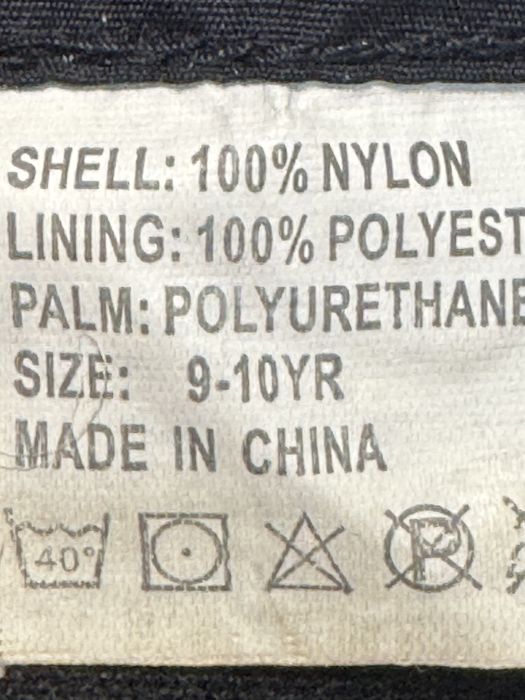 SHELL: 100% NYLON
LINING: 100% POLYEST
PALM: POLYURETHANE
SIZE: 9-10YR
MADE IN CHINA
40° P